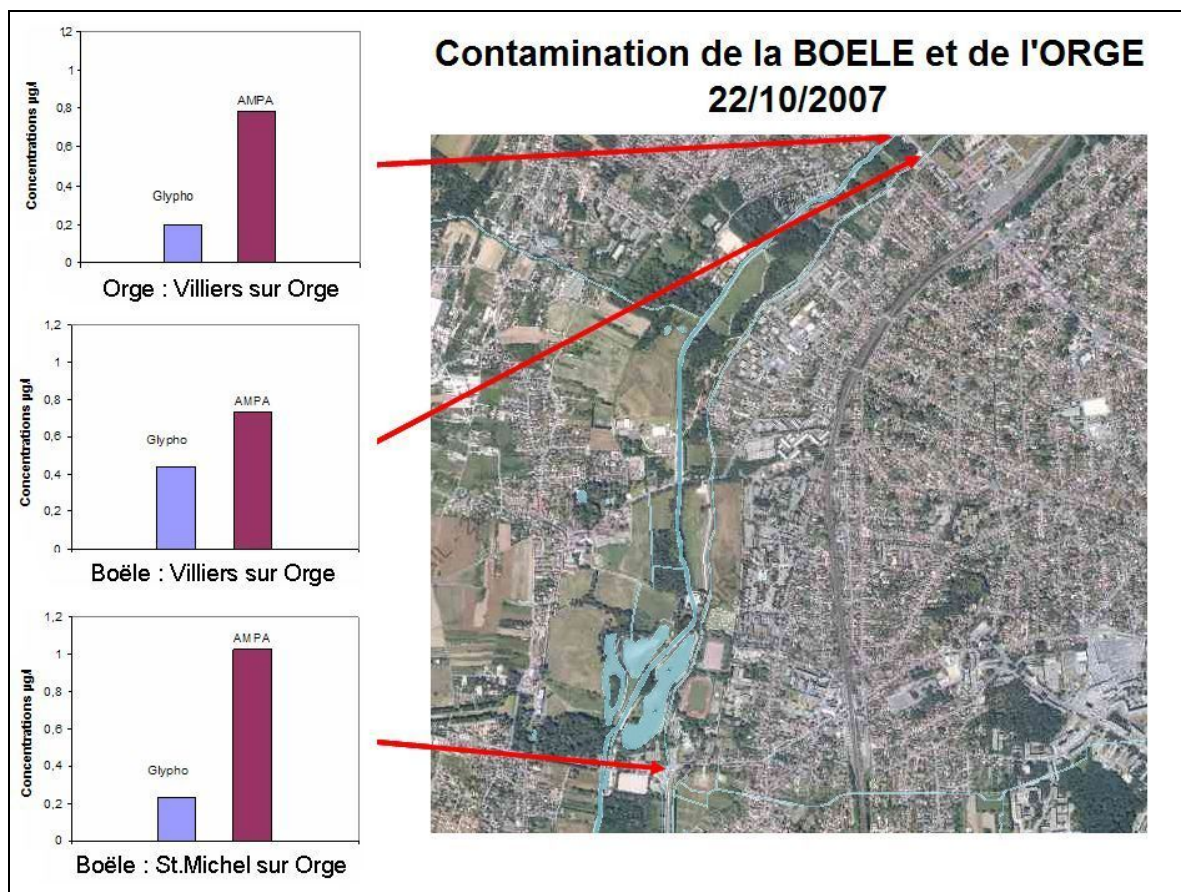 Contamination de la BOELE et de l'ORGE
22/10/2007
Concentrations µg/l
1,2
1
0,8
0,6
0,4
0,2
0
Glypho
AMPA
Orge : Villiers sur Orge
Concentrations µg/l
1,2
1
0,8
0,6
0,4
0,2
0
Glypho
AMPA
Boële : Villiers sur Orge
Concentrations µg/l
1,2
1
0,8
0,6
0,4
0,2
0
Glypho
AMPA
Boële : St.Michel sur Orge